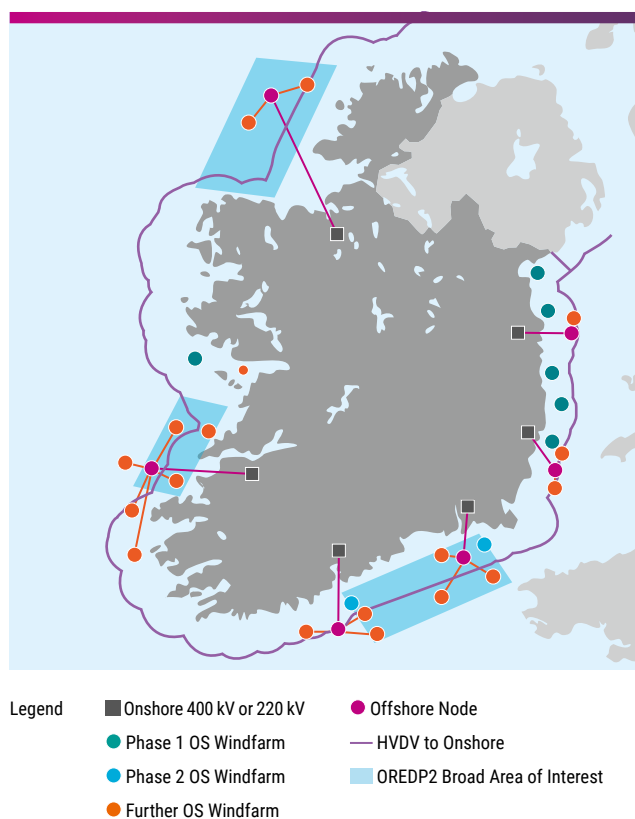 Legend
Onshore 400 kV or 220 kV
Offshore Node
Phase 1 OS Windfarm
HVDV to Onshore
Phase 2 OS Windfarm
OREDP2 Broad Area of Interest
Further OS Windfarm